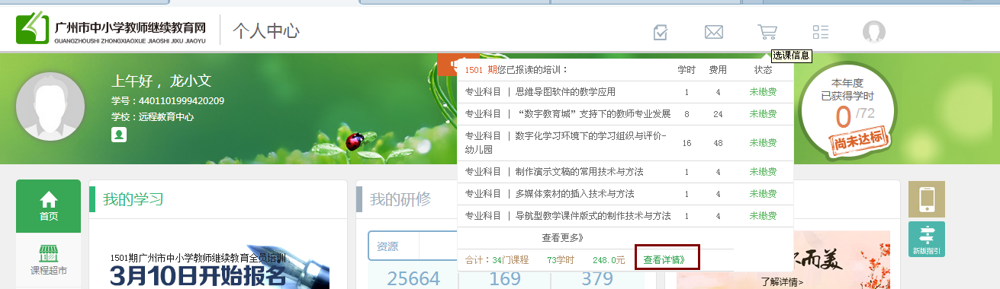 广州市中小学教师继续教育网
GUANGZHOUSHI ZHONGXIAOXUE JIAOSHI JIXU JIAOYU
个人中心
选课信息
上午好， 龙小文
学号：4401101999420209
学校：远程教育中心
1501 期您已报读的培训： 学时 费用 状态
专业科目 | 思维导图软件的教学应用 1 4 未缴费
专业科目 | “数字教育城”支持下的教师专业发展 8 24 未缴费
专业科目 | 数字化学习环境下的学习组织与评价-
幼儿园 16 48 未缴费
专业科目 | 制作演示文稿的常用技术与方法 1 4 未缴费
专业科目 | 多媒体素材的插入技术与方法 1 4 未缴费
专业科目 | 导航型教学课件版式的制作技术与方法 1 4 未缴费
查看更多》
合计：34门课程 73学时 248.0元 查看详情》
本年度
已获得学时
0 /72
尚未达标
首页
课程超市
我的学习
1501期广州市中小学教师继续教育全员培训
3月10日开始报名
我的研修
资源
25664 169 379
而美
了解详情>
新版指引